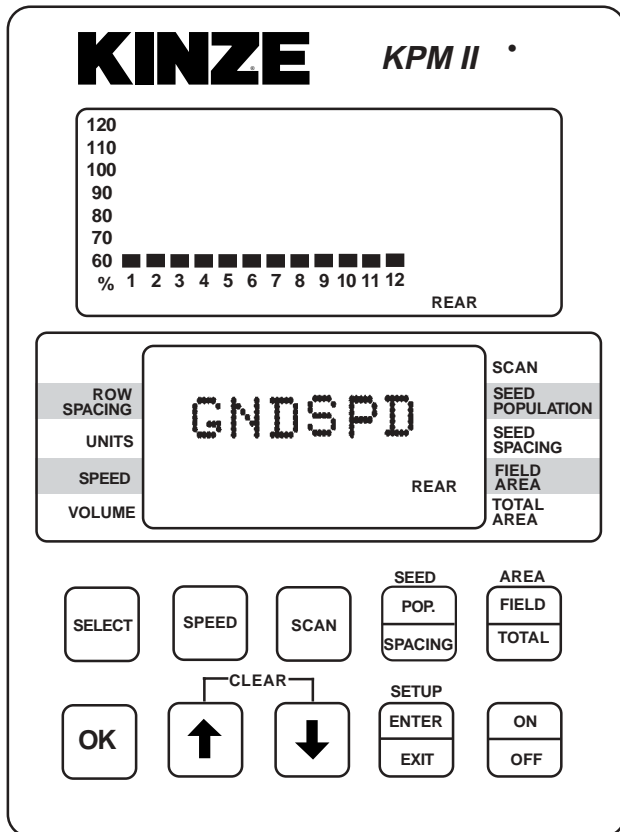 KINZE ® KPM II
120
110
100
90
80
70
60
% 1 2 3 4 5 6 7 8 9 10 11 12
REAR
SCAN
ROW SPACING
SEED POPULATION
UNITS
SEED SPACING
GNDSPD
SPEED
FIELD AREA
REAR
VOLUME
TOTAL AREA
SEED
AREA
SELECT
SPEED
SCAN
POP.
SPACING
FIELD
TOTAL
CLEAR
SETUP
OK
ENTER
EXIT
ON
OFF